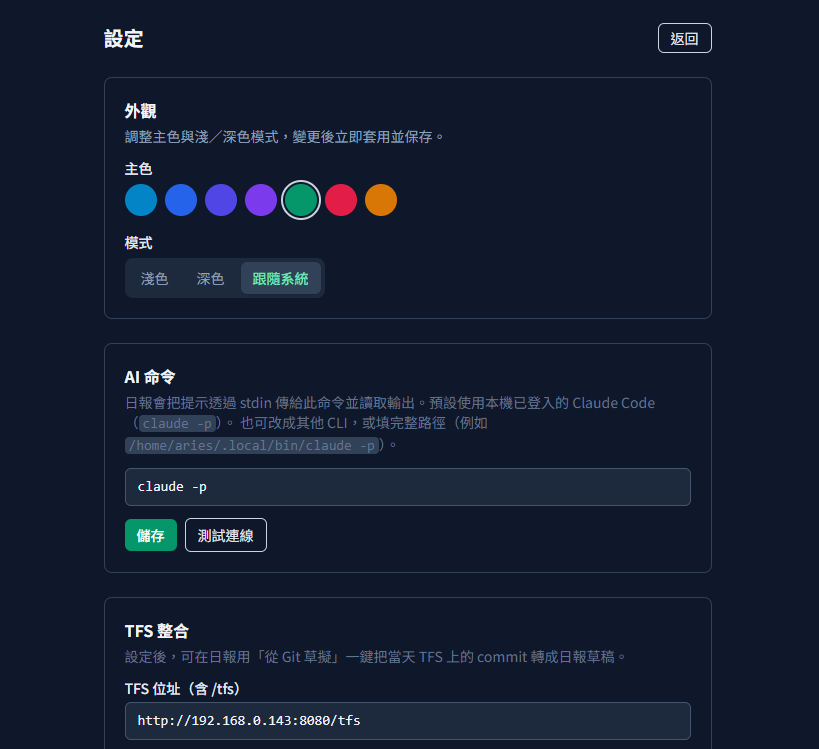 設定
返回
外觀
調整主色與淺／深色模式，變更後立即套用並保存。
主色
模式
淺色
深色
跟隨系統
AI 命令
日報會把提示透過 stdin 傳給此命令並讀取輸出。預設使用本機已登入的 Claude Code
（claude -p）。 也可改成其他 CLI，或填完整路徑（例如
/home/aries/.local/bin/claude -p）。
claude -p
儲存
測試連線
TFS 整合
設定後，可在日報用「從 Git 草擬」一鍵把當天 TFS 上的 commit 轉成日報草稿。
TFS 位址（含 /tfs）
http://192.168.0.143:8080/tfs